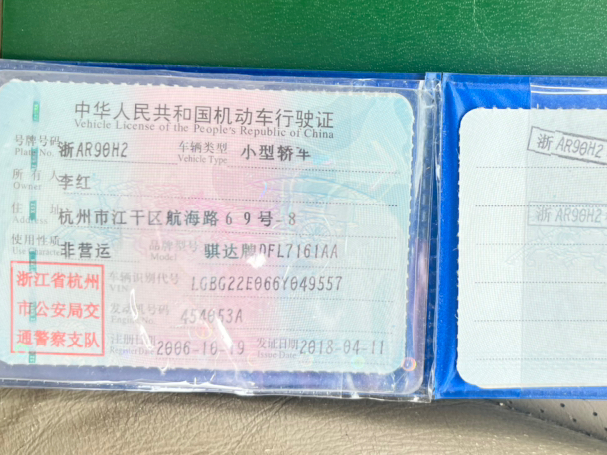 中华人民共和国机动车行驶证
Vehicle License of the People's Republic of China
号牌号码 浙AR90H2 车辆类型 小型轿车
Plate No. Vehicle Type
所有人 李红
Owner
住址 杭州市江干区航海路69号-8
Address
使用性质 非营运 品牌型号 骐达牌DFL7161AA
Use Character Model
车辆识别代号 LGBG22E066Y049557
VIN
发动机号码 454053A
Engine No.
注册日期 2006-10-19 发证日期 2018-04-11
Register Date Issue Date
浙江省杭州
市公安局交
通警察支队
浙AR90H2
浙AR90H2